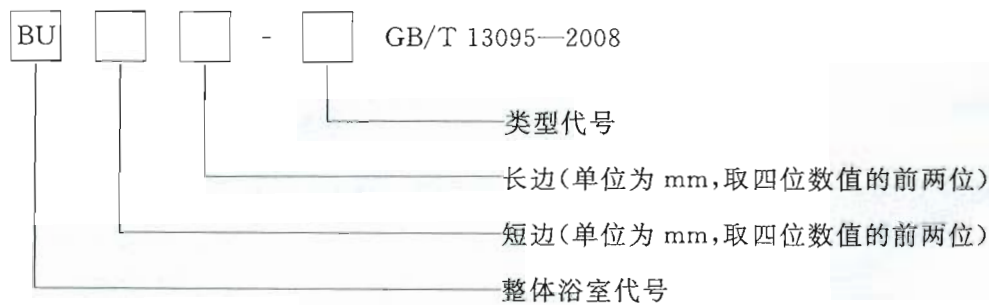 BU - GB/T 13095—2008
类型代号
长边(单位为 mm,取四位数值的前两位)
短边(单位为 mm,取四位数值的前两位)
整体浴室代号